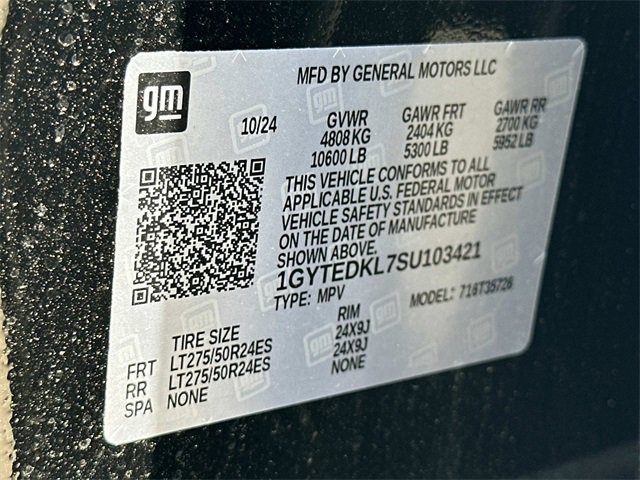 gm
MFD BY GENERAL MOTORS LLC
10/24 GVWR GAWR FRT GAWR RR
4808 KG 2404 KG 2700 KG
10600 LB 5300 LB 5952 LB
THIS VEHICLE CONFORMS TO ALL
APPLICABLE U.S. FEDERAL MOTOR
VEHICLE SAFETY STANDARDS IN EFFECT
ON THE DATE OF MANUFACTURE
SHOWN ABOVE.
1GYTEDKL7SU103421
TYPE: MPV MODEL: 716T35726
TIRE SIZE RIM
FRT LT275/50R24ES 24X9J
RR LT275/50R24ES 24X9J
SPA NONE NONE